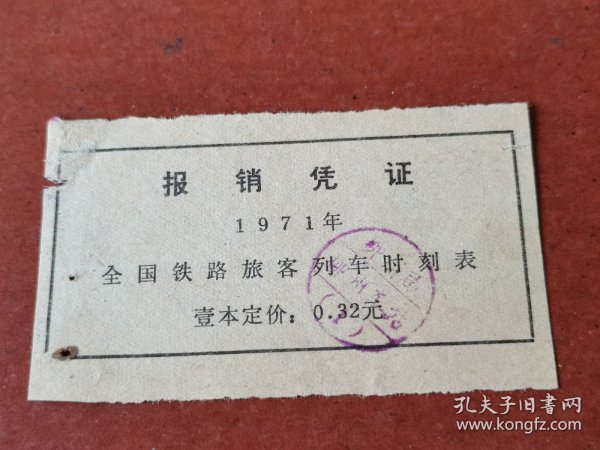 报销凭证
1971年
全国铁路旅客列车时刻表
壹本定价：0.32元
孔夫子旧書网
www.kongfz.com